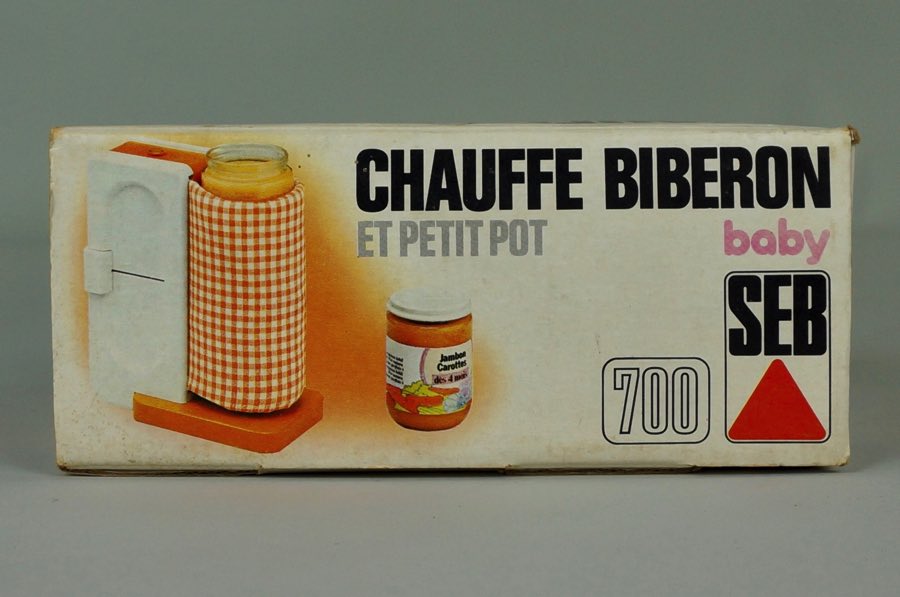 CHAUFFE BIBERON
ET PETIT POT
baby
SEB
700
Jambon
Carottes
dès 4 mois